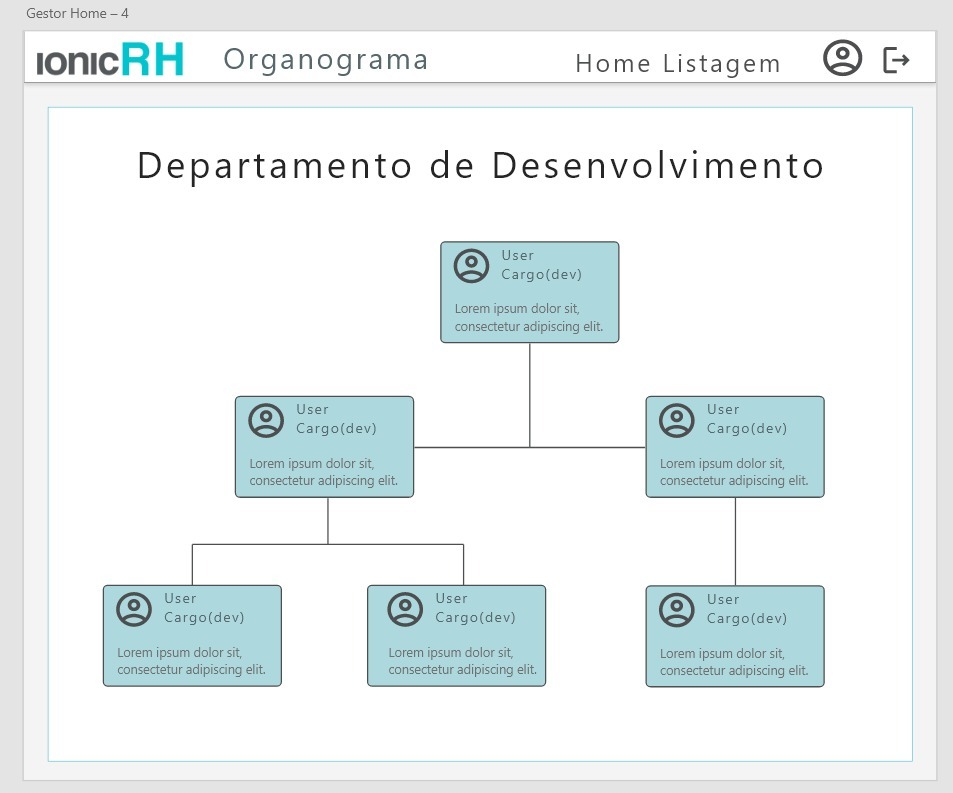 Gestor Home – 4
ionicRH Organograma Home Listagem
Departamento de Desenvolvimento
User
Cargo(dev)
Lorem ipsum dolor sit,
consectetur adipiscing elit.
User
Cargo(dev)
Lorem ipsum dolor sit,
consectetur adipiscing elit.
User
Cargo(dev)
Lorem ipsum dolor sit,
consectetur adipiscing elit.
User
Cargo(dev)
Lorem ipsum dolor sit,
consectetur adipiscing elit.
User
Cargo(dev)
Lorem ipsum dolor sit,
consectetur adipiscing elit.
User
Cargo(dev)
Lorem ipsum dolor sit,
consectetur adipiscing elit.